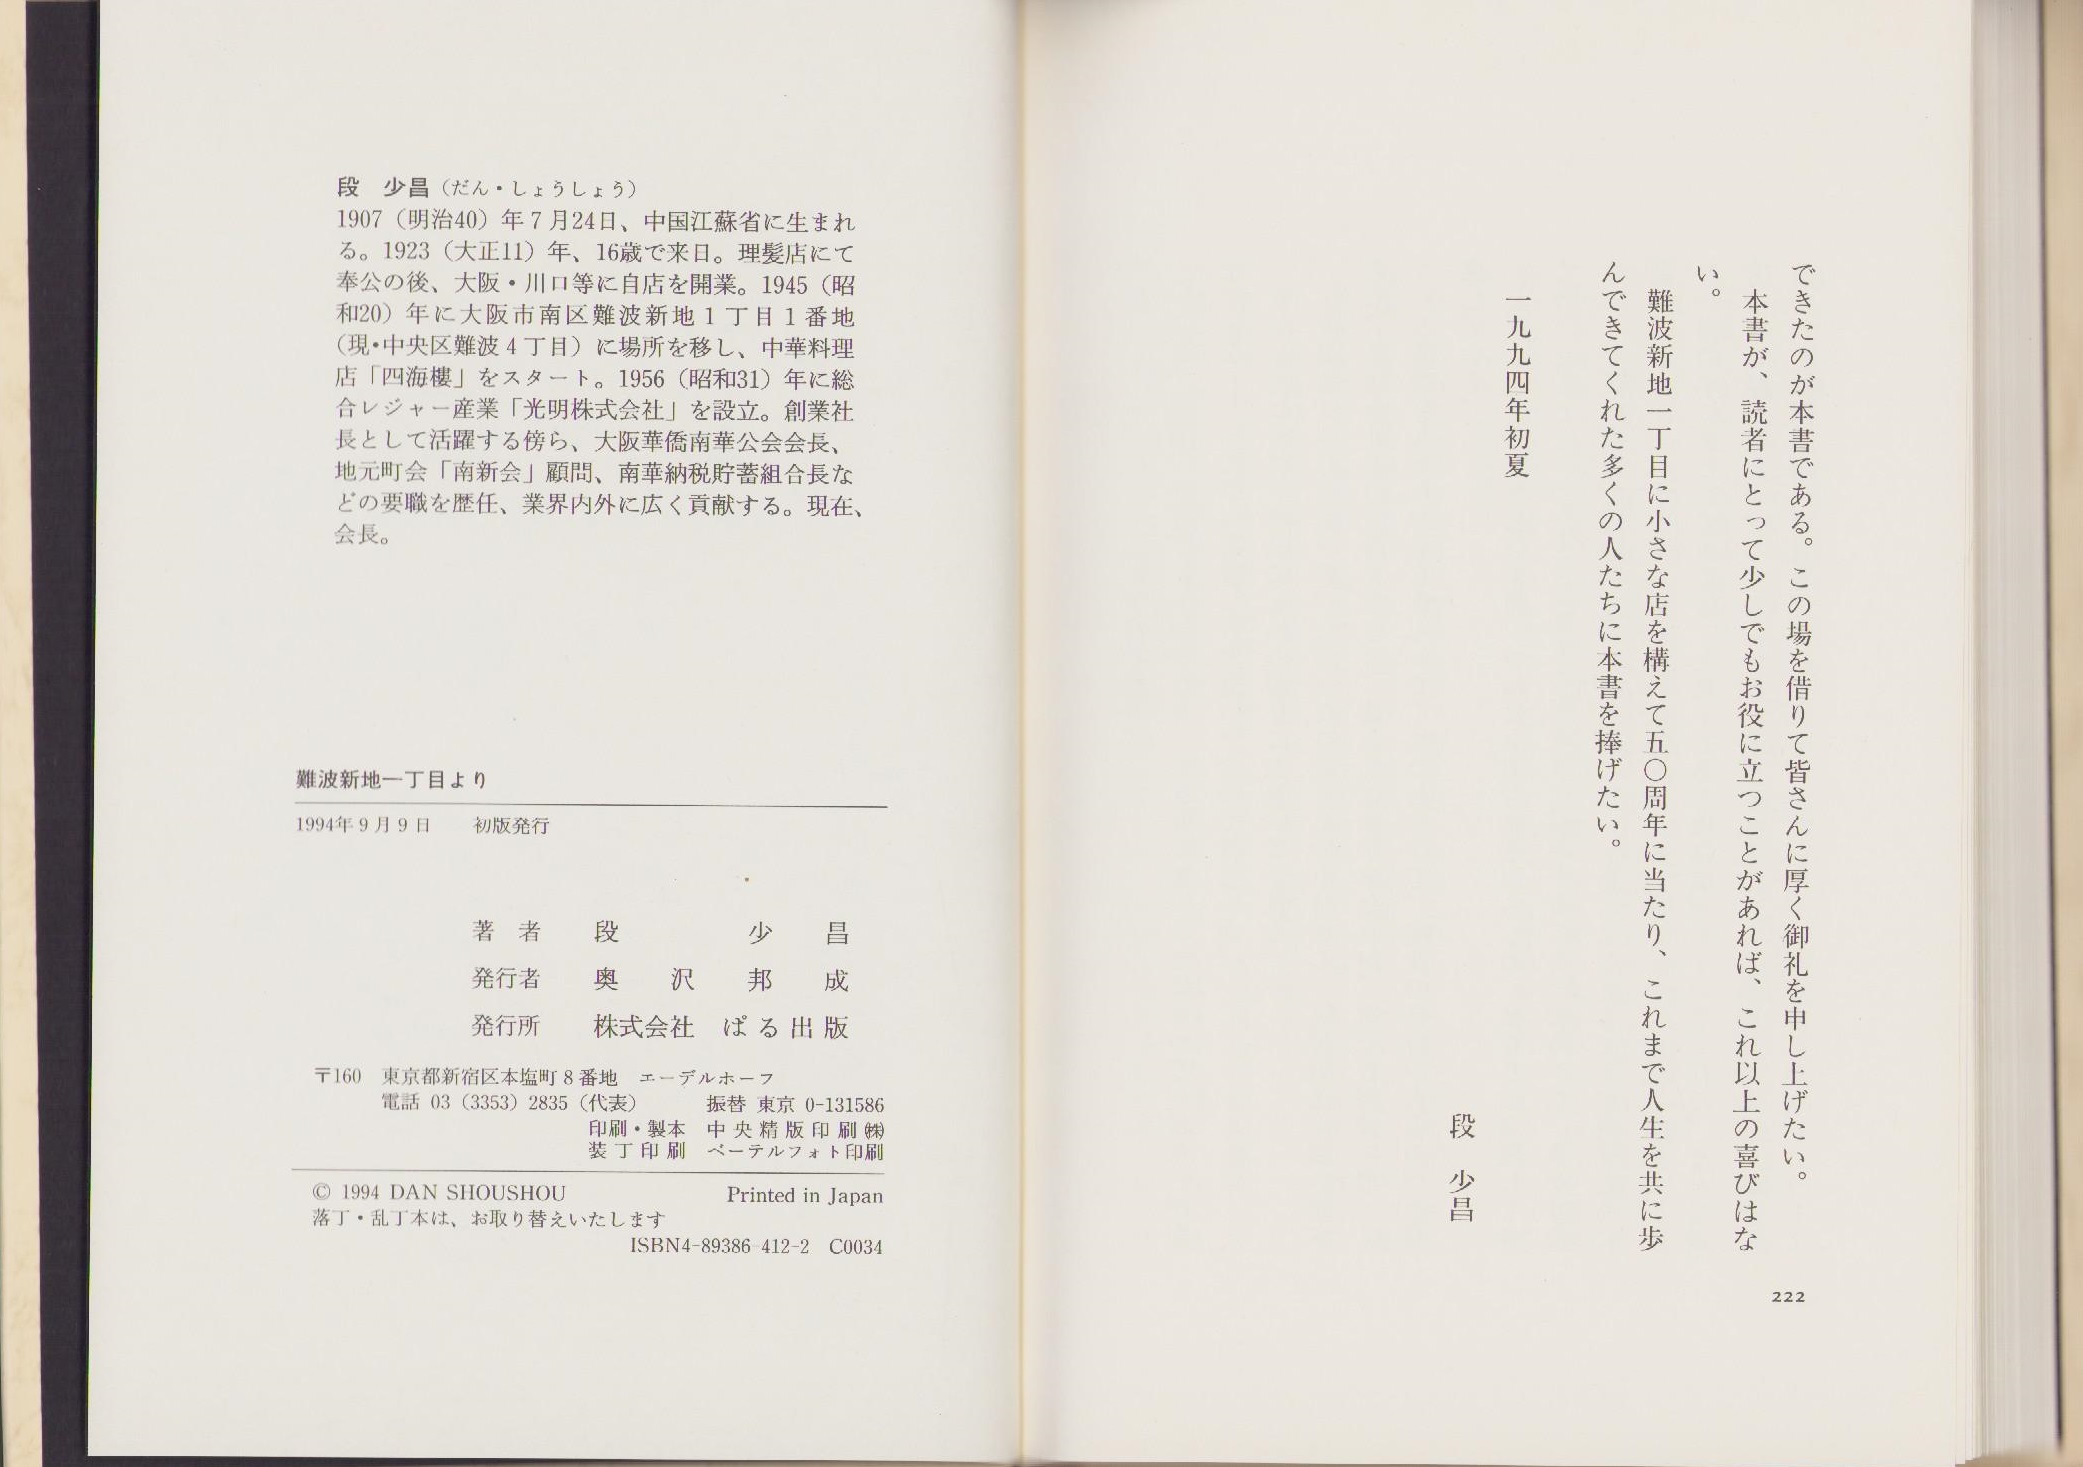 できたのが本書である。この場を借りて皆さんに厚く御礼を申し上げたい。
本書が、読者にとって少しでもお役に立つことがあれば、これ以上の喜びはな
い。
難波新地一丁目に小さな店を構えて五〇周年に当たり、これまで人生を共に歩
んできてくれた多くの人たちに本書を捧げたい。
一九九四年初夏
段 少昌
222
段 少昌（だん・しょうしょう）
1907（明治40）年7月24日、中国江蘇省に生まれ
る。1923（大正11）年、16歳で来日。理髪店にて
奉公の後、大阪・川口等に自店を開業。1945（昭
和20）年に大阪市南区難波新地1丁目1番地
（現・中央区難波4丁目）に場所を移し、中華料理
店「四海樓」をスタート。1956（昭和31）年に総
合レジャー産業「光明株式会社」を設立。創業社
長として活躍する傍ら、大阪華僑南華公会会長、
地元町会「南新会」顧問、南華納税貯蓄組合長な
どの要職を歴任、業界内外に広く貢献する。現在、
会長。
難波新地一丁目より
1994年9月9日 初版発行
著 者 段 少 昌
発行者 奥 沢 邦 成
発行所 株式会社 ぱる出版
〒160 東京都新宿区本塩町8番地 エーデルホーフ
電話 03（3353）2835（代表） 振替 東京 0-131586
印刷・製本 中央精版印刷㈱
装丁印刷 ベーテルフォト印刷
© 1994 DAN SHOUSHOU Printed in Japan
落丁・乱丁本は、お取り替えいたします
ISBN4-89386-412-2 C0034